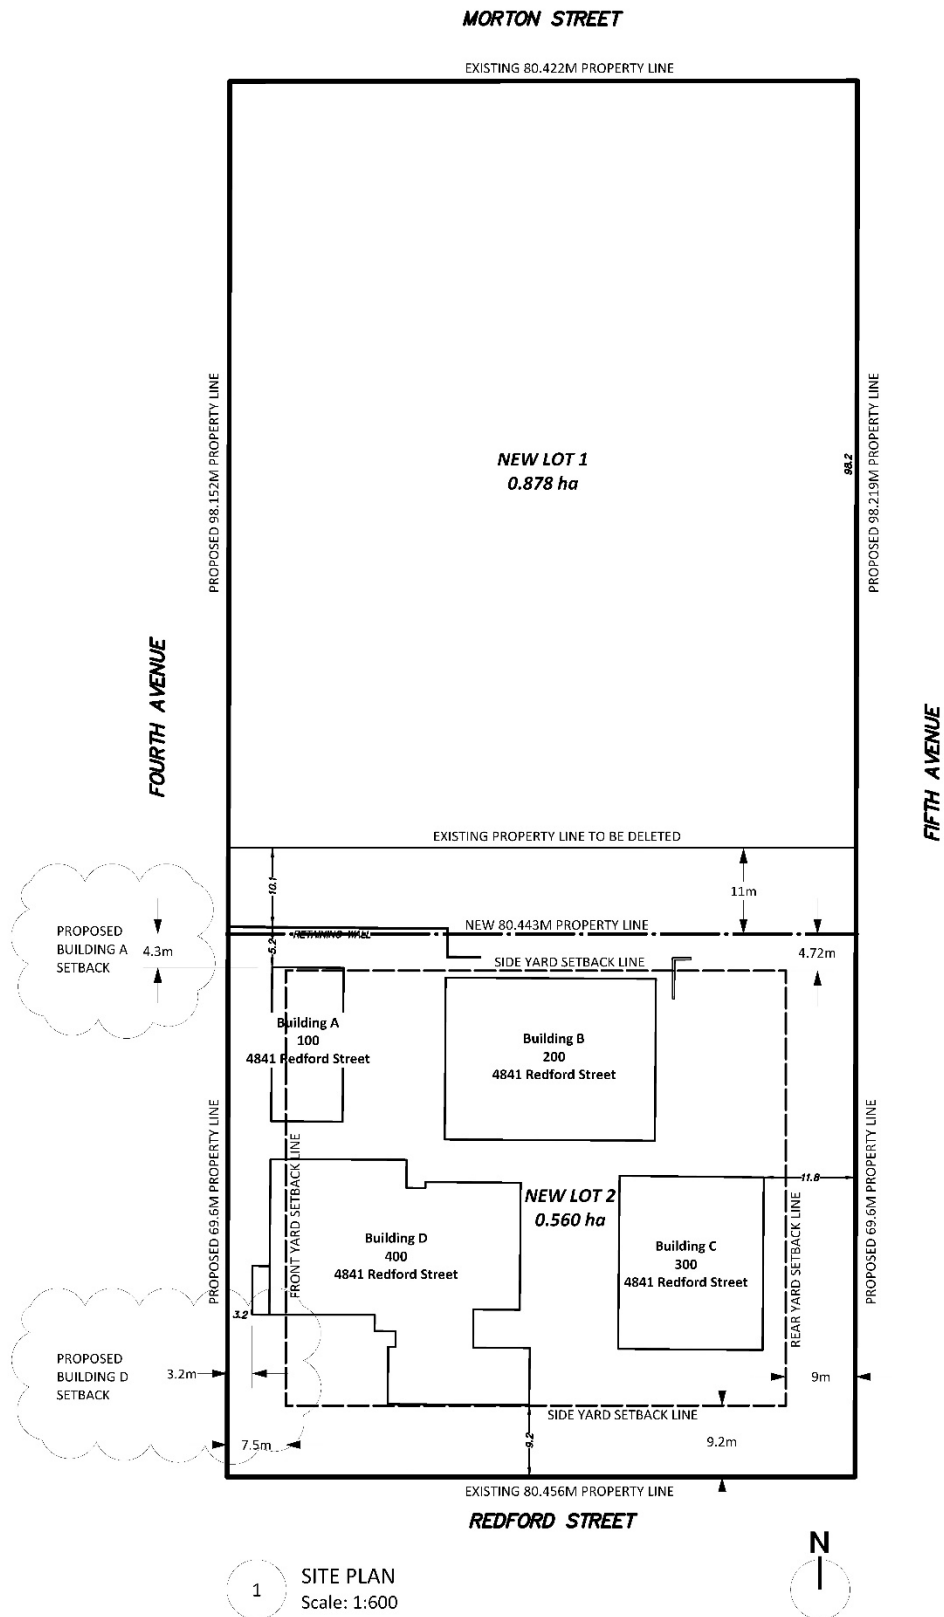 MORTON STREET
EXISTING 80.422M PROPERTY LINE
PROPOSED 98.152M PROPERTY LINE
NEW LOT 1
0.878 ha
98.2
PROPOSED 98.219M PROPERTY LINE
FOURTH AVENUE
FIFTH AVENUE
EXISTING PROPERTY LINE TO BE DELETED
10.1
11m
PROPOSED
BUILDING A
SETBACK
4.3m
NEW 80.443M PROPERTY LINE
RETAINING WALL
5.2
SIDE YARD SETBACK LINE
4.72m
Building A
100
4841 Redford Street
Building B
200
4841 Redford Street
PROPOSED 69.6M PROPERTY LINE
FRONT YARD SETBACK LINE
NEW LOT 2
0.560 ha
11.8
REAR YARD SETBACK LINE
PROPOSED 69.6M PROPERTY LINE
Building D
400
4841 Redford Street
Building C
300
4841 Redford Street
3.2
PROPOSED
BUILDING D
SETBACK
3.2m
9m
SIDE YARD SETBACK LINE
7.5m
9.2
9.2m
EXISTING 80.456M PROPERTY LINE
REDFORD STREET
N
1
SITE PLAN
Scale: 1:600